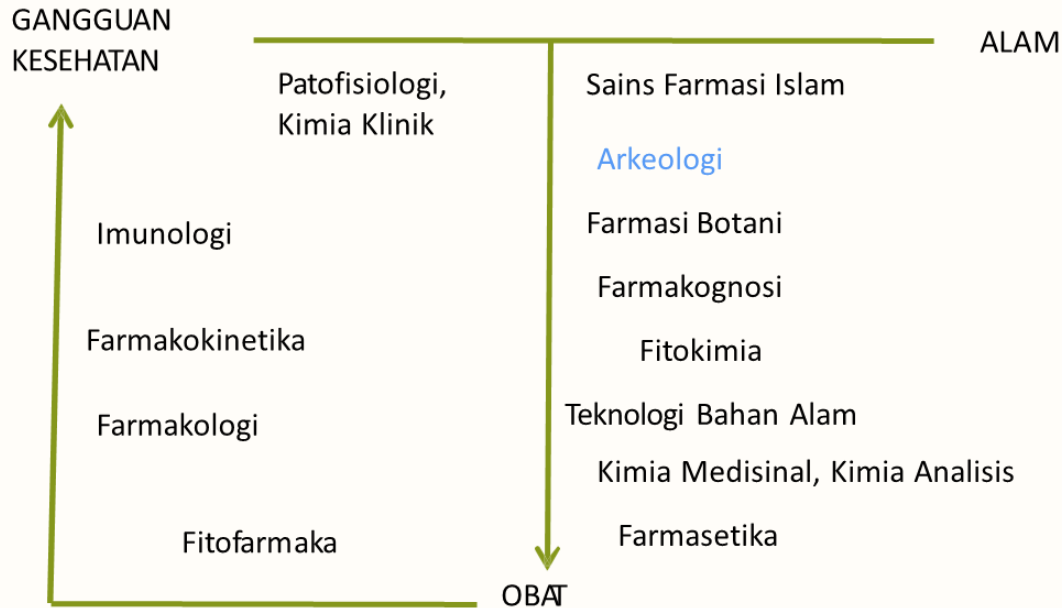 GANGGUAN
KESEHATAN
ALAM
Patofisiologi,
Kimia Klinik
Sains Farmasi Islam
Arkeologi
Imunologi
Farmasi Botani
Farmakognosi
Farmakokinetika
Fitokimia
Farmakologi
Teknologi Bahan Alam
Kimia Medisinal, Kimia Analisis
Fitofarmaka
Farmasetika
OBAT